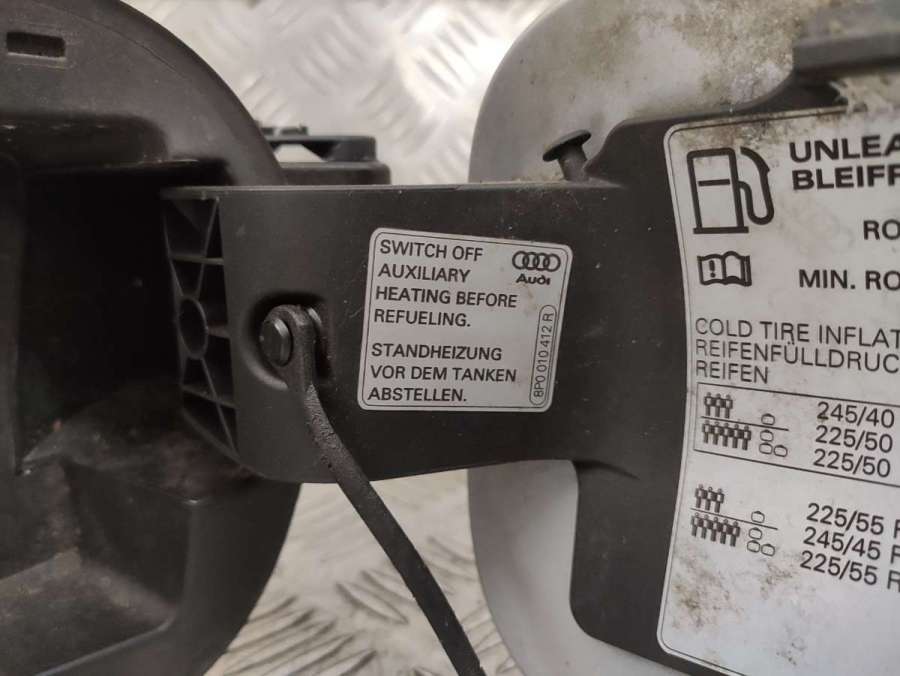 SWITCH OFF
AUXILIARY
HEATING BEFORE
REFUELING.
STANDHEIZUNG
VOR DEM TANKEN
ABSTELLEN.
Audi
8P0 010 412 R
UNLEA
BLEIFR
RO
MIN. RO
COLD TIRE INFLAT
REIFENFÜLLDRUC
REIFEN
245/40
225/50
225/50
225/55 R
245/45 R
225/55 R